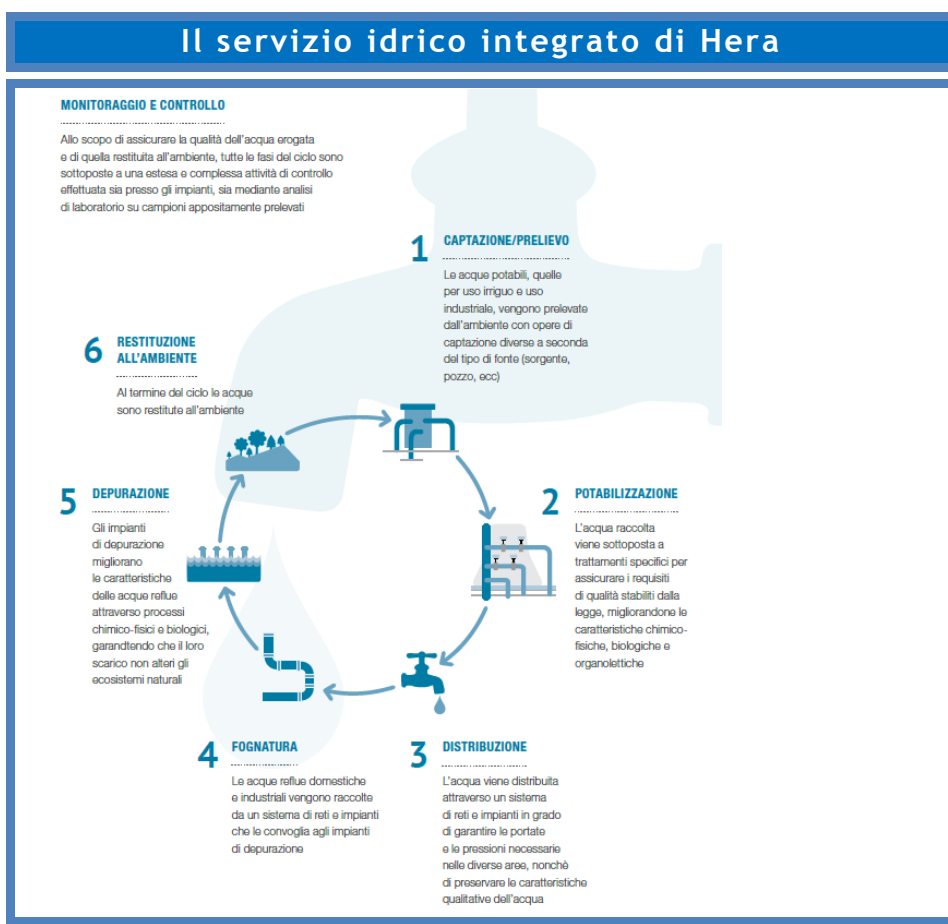 Il servizio idrico integrato di Hera
MONITORAGGIO E CONTROLLO
Allo scopo di assicurare la qualità dell'acqua erogata
e di quella restituita all'ambiente, tutte le fasi del ciclo sono
sottoposte a una estesa e complessa attività di controllo
effettuata sia presso gli impianti, sia mediante analisi
di laboratorio su campioni appositamente prelevati
1 CAPTAZIONE/PRELIEVO
Le acque potabili, quelle
per uso irriguo e uso
industriale, vengono prelevate
dall'ambiente con opere di
captazione diverse a seconda
del tipo di fonte (sorgente,
pozzo, ecc)
6 RESTITUZIONE
ALL'AMBIENTE
Al termine del ciclo le acque
sono restitute all'ambiente
5 DEPURAZIONE
Gli impianti
di depurazione
migliorano
le caratteristiche
delle acque reflue
attraverso processi
chimico-fisici e biologici,
garandtendo che il loro
scarico non alteri gli
ecosistemi naturali
2 POTABILIZZAZIONE
L'acqua raccolta
viene sottoposta a
trattamenti specifici per
assicurare i requisiti
di qualità stabiliti dalla
legge, migliorandone le
caratteristiche chimico-
fisiche, biologiche e
organolettiche
4 FOGNATURA
Le acque reflue domestiche
e industriali vengono raccolte
da un sistema di reti e impianti
che le convoglia agli impianti
di depurazione
3 DISTRIBUZIONE
L'acqua viene distribuita
attraverso un sistema
di reti e impianti in grado
di garantire le portate
e le pressioni necessarie
nelle diverse aree, nonchè
di preservare le caratteristiche
qualitative dell'acqua